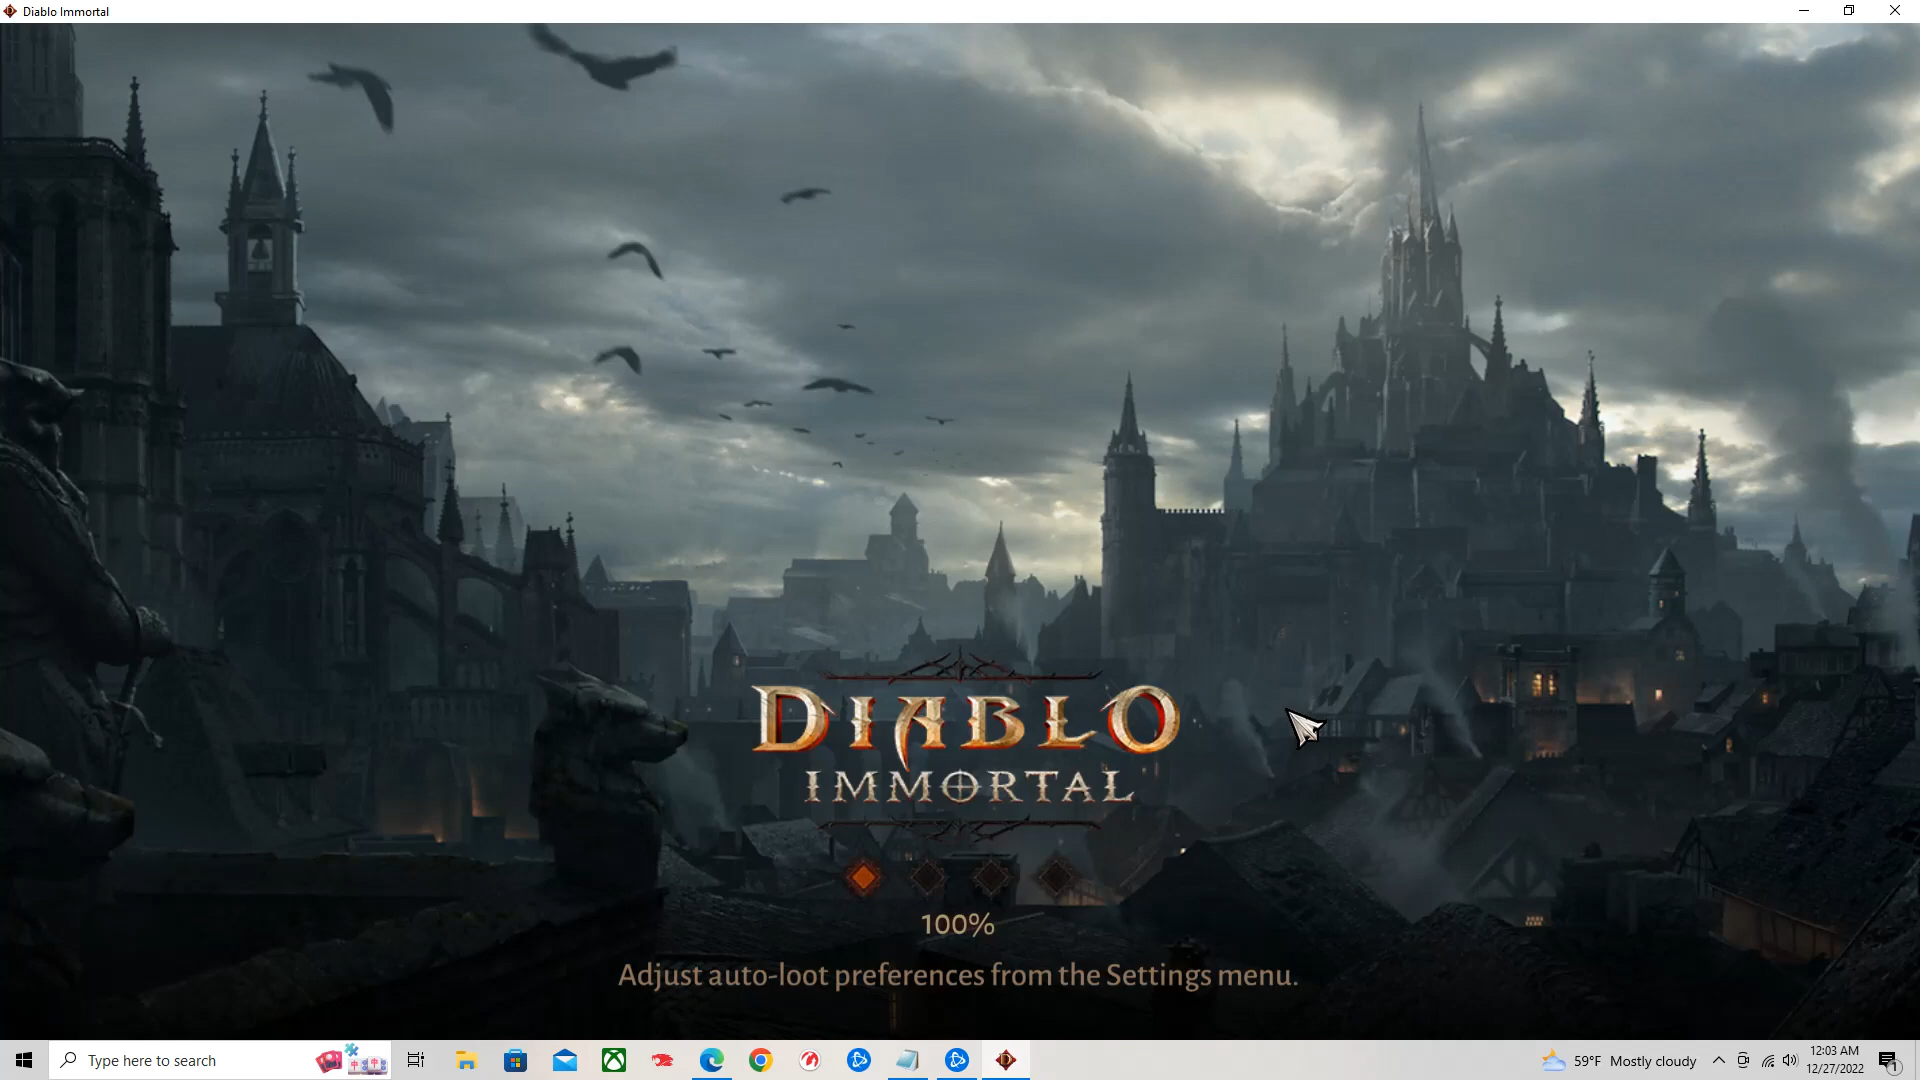 Diablo Immortal
DIABLO
IMMORTAL
100%
Adjust auto-loot preferences from the Settings menu.
Type here to search
59°F Mostly cloudy
12:03 AM
12/27/2022
1